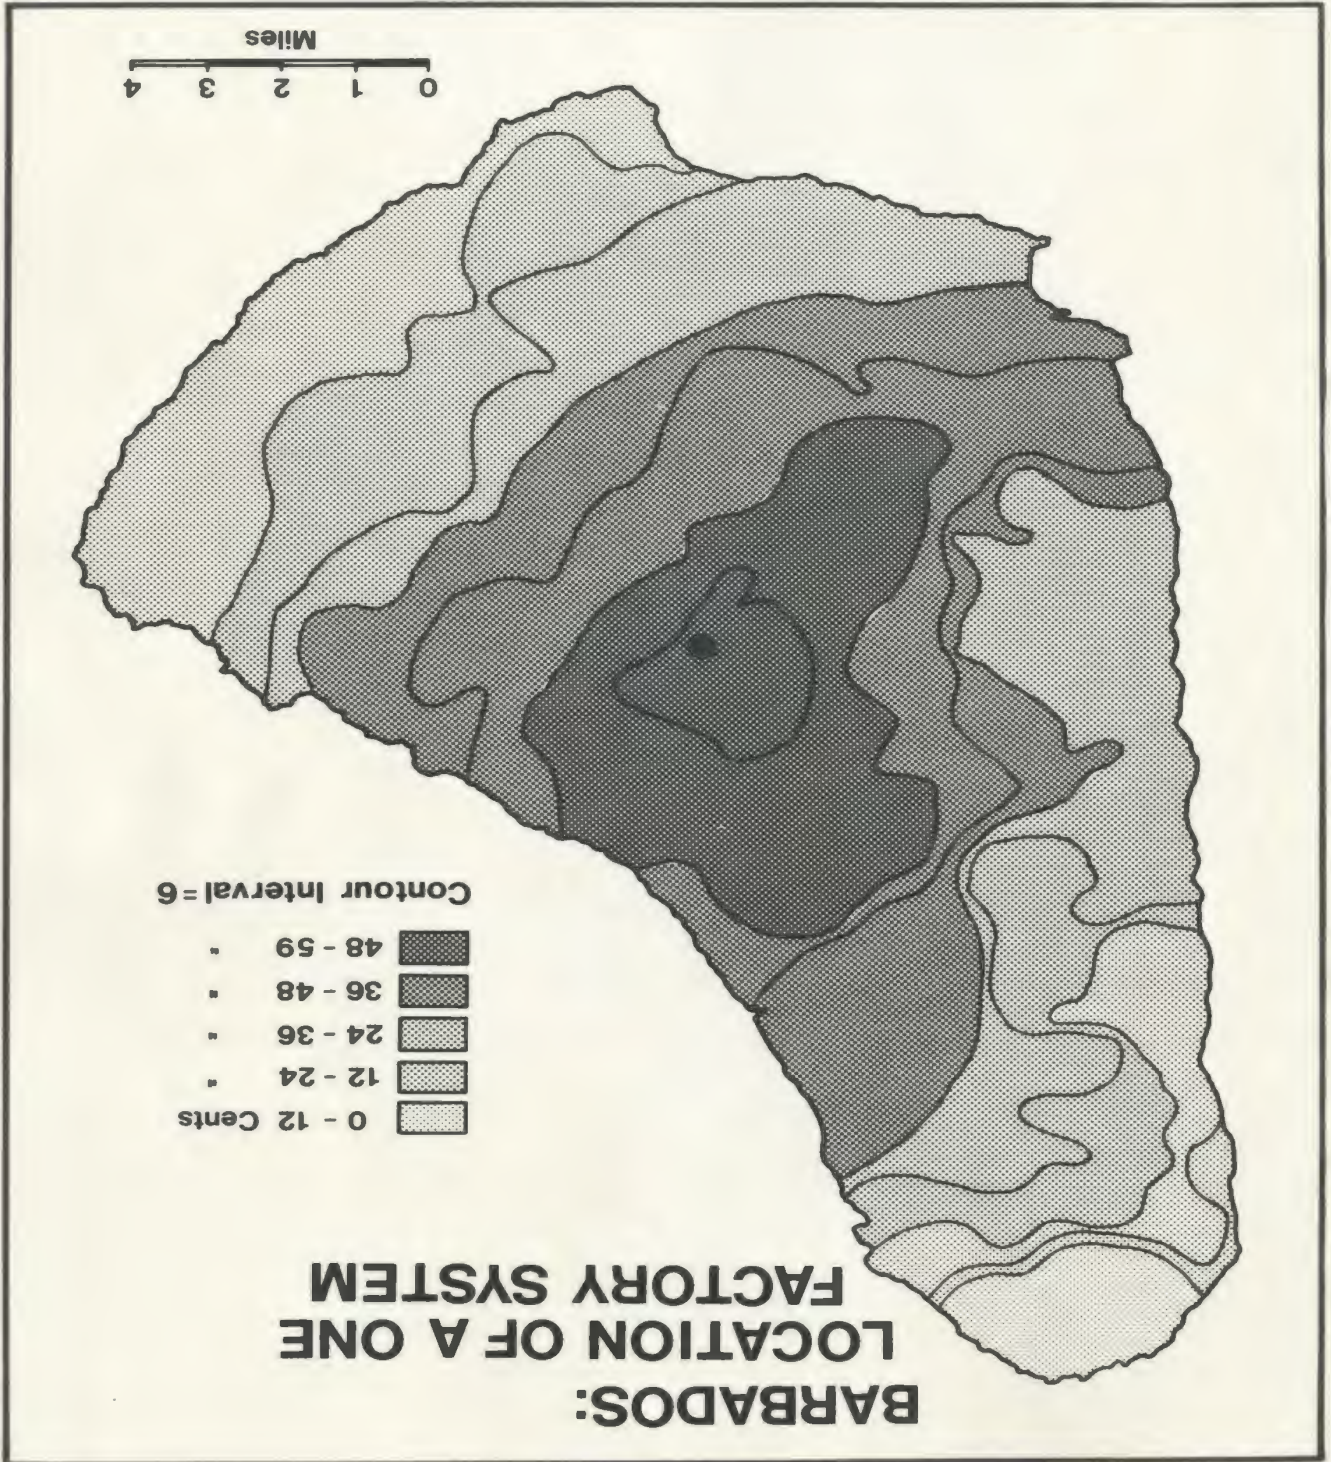 BARBADOS:
LOCATION OF A ONE
FACTORY SYSTEM
0 - 12 Cents
12 - 24 "
24 - 36 "
36 - 48 "
48 - 59 "
Contour Interval = 6
0 1 2 3 4
Miles